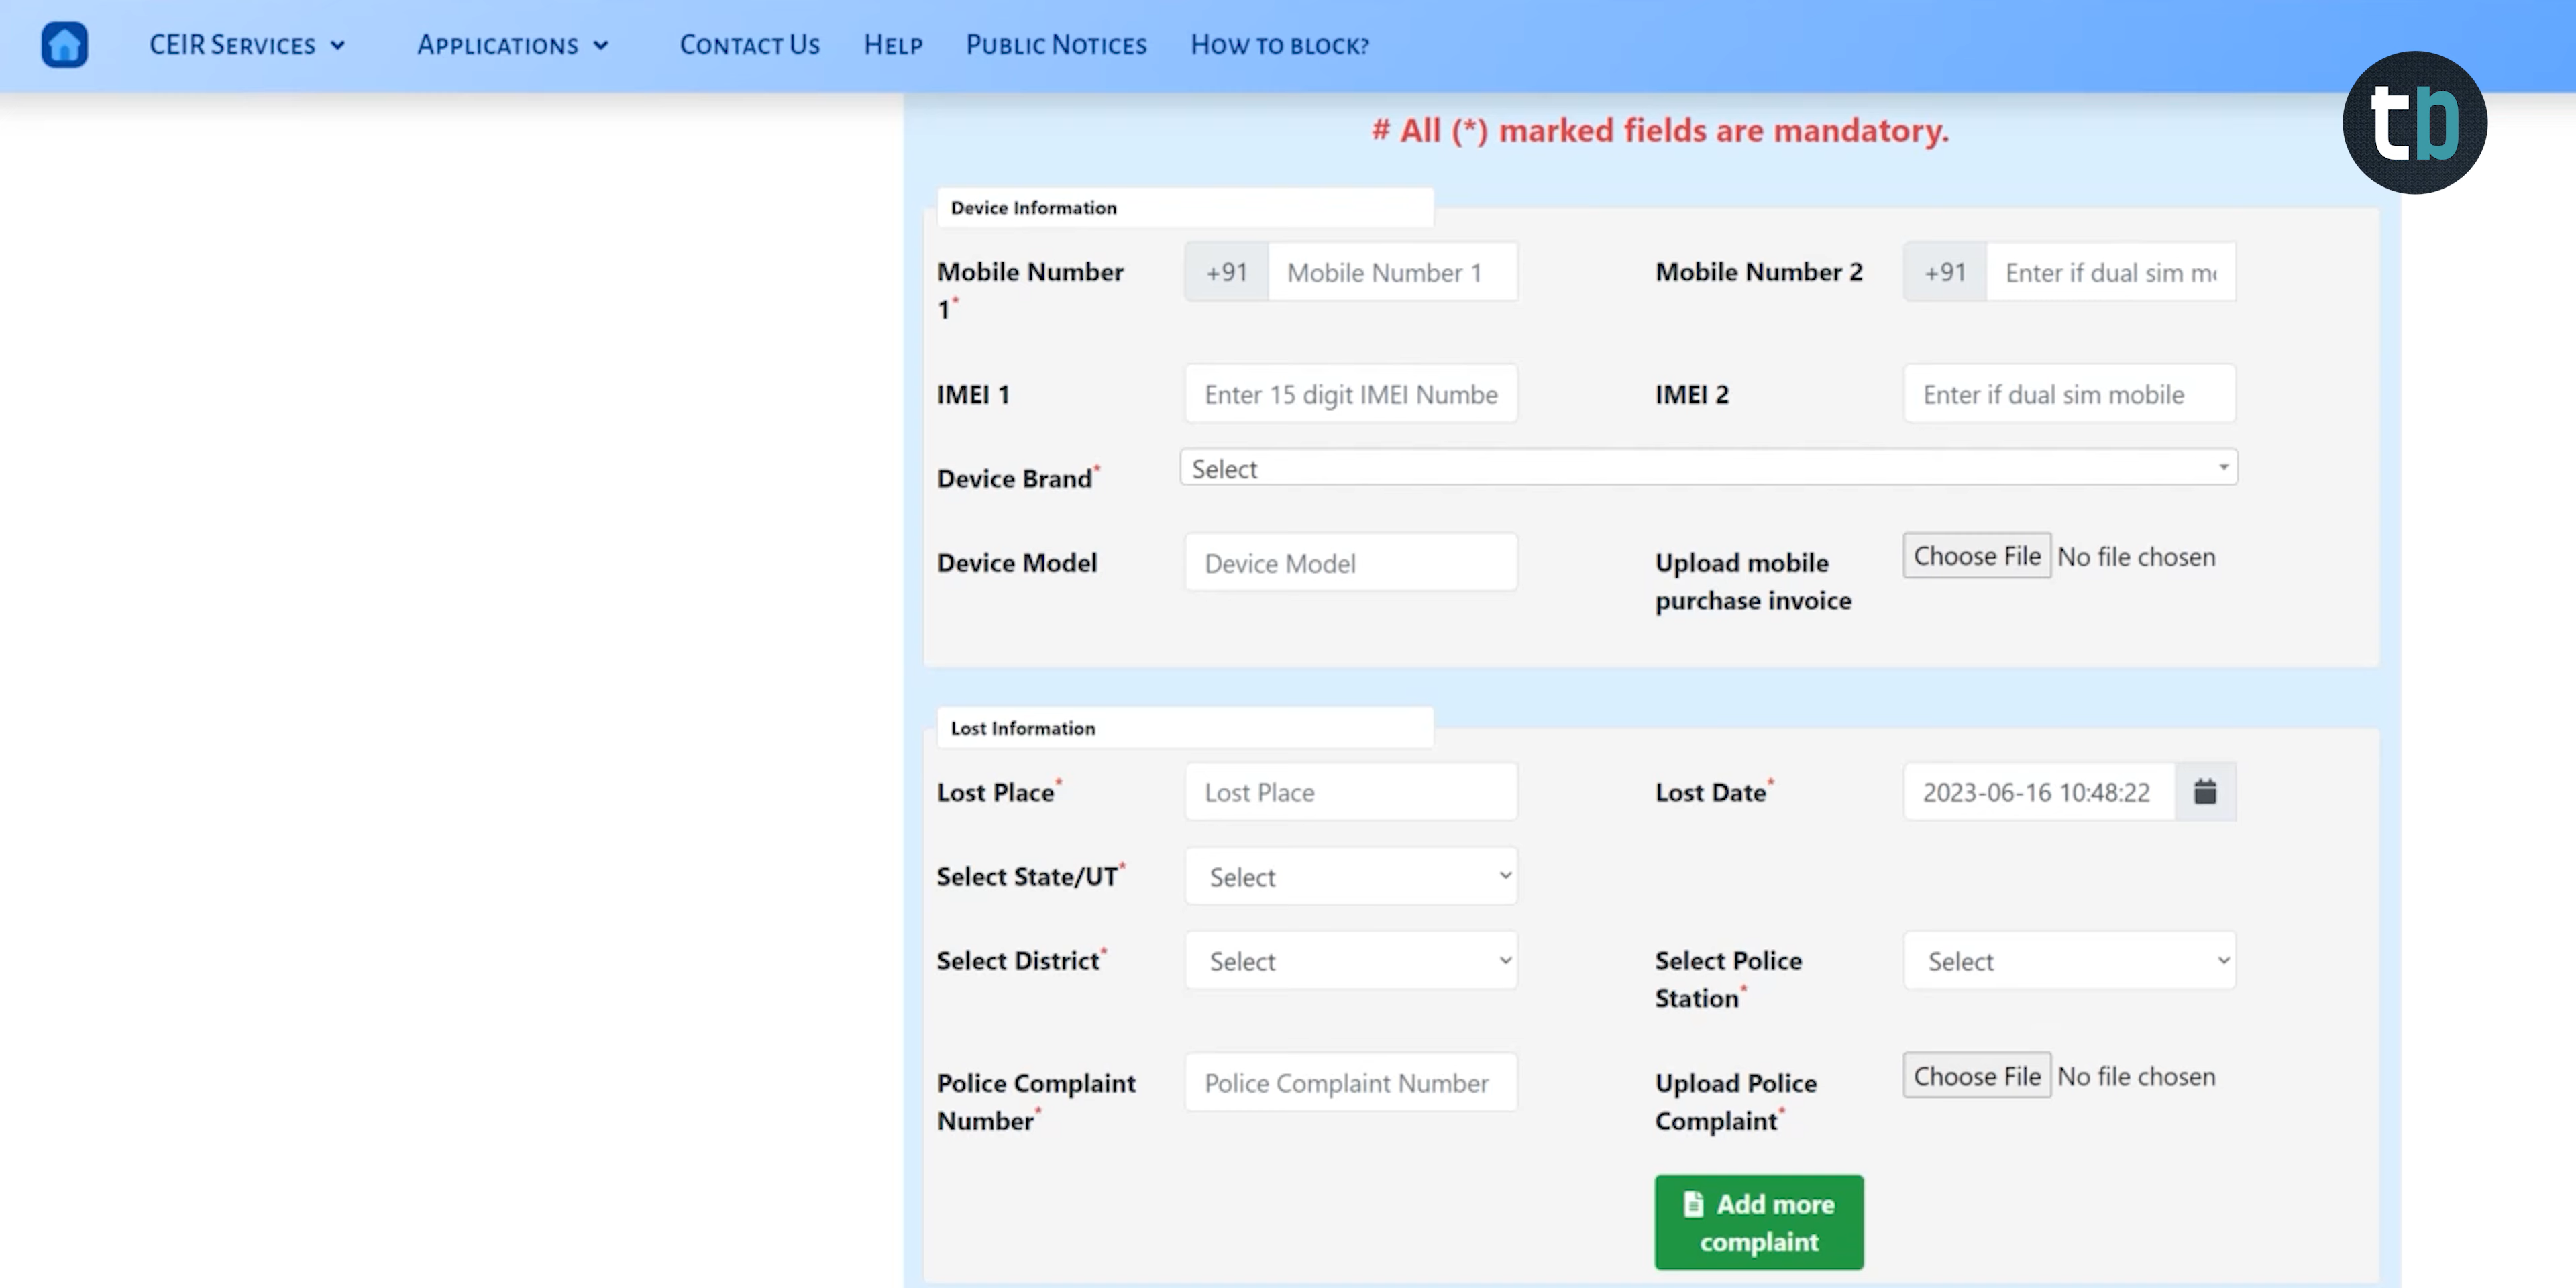 CEIR Services Applications Contact Us Help Public Notices How to block?
tb
# All (*) marked fields are mandatory.
Device Information
Mobile Number 1* +91 Mobile Number 1 Mobile Number 2 +91 Enter if dual sim mo
IMEI 1 Enter 15 digit IMEI Numbe IMEI 2 Enter if dual sim mobile
Device Brand* Select
Device Model Device Model Upload mobile purchase invoice Choose File No file chosen
Lost Information
Lost Place* Lost Place Lost Date* 2023-06-16 10:48:22
Select State/UT* Select
Select District* Select Select Police Station* Select
Police Complaint Number* Police Complaint Number Upload Police Complaint* Choose File No file chosen
Add more
complaint